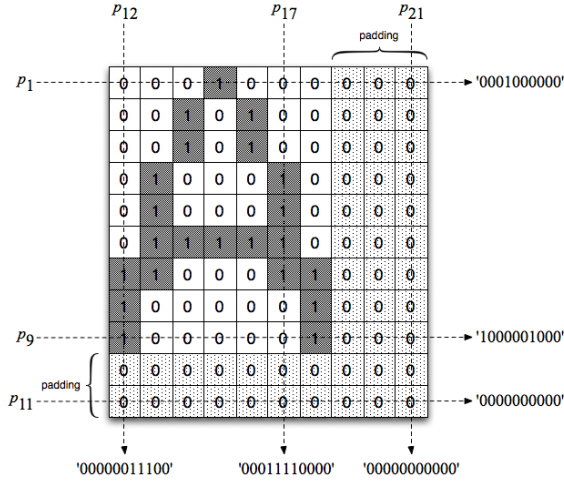 p12 p17 p21
padding
p1 0 0 0 1 0 0 0 0 0 0 '0001000000'
0 0 1 0 1 0 0 0 0 0
0 0 1 0 1 0 0 0 0 0
0 1 0 0 0 1 0 0 0 0
0 1 0 0 0 1 0 0 0 0
0 1 1 1 1 1 0 0 0 0
1 1 0 0 0 1 1 0 0 0
1 0 0 0 0 0 1 0 0 0
p9 1 0 0 0 0 0 1 0 0 0 '1000001000'
padding 0 0 0 0 0 0 0 0 0 0
p11 0 0 0 0 0 0 0 0 0 0 '0000000000'
'00000011100' '00011110000' '00000000000'